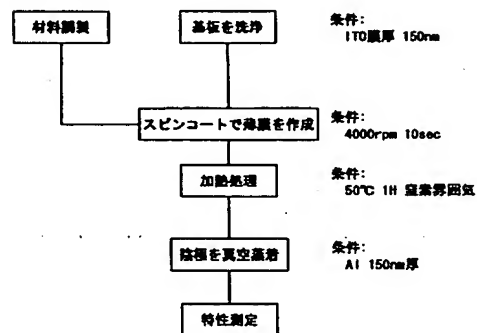 材料調製
基板を洗浄
条件:
ITO膜厚 150nm
スピンコートで薄膜を作成
条件:
4000rpm 10sec
加熱処理
条件:
50℃ 1H 窒素雰囲気
陰極を真空蒸着
条件:
Al 150nm厚
特性測定